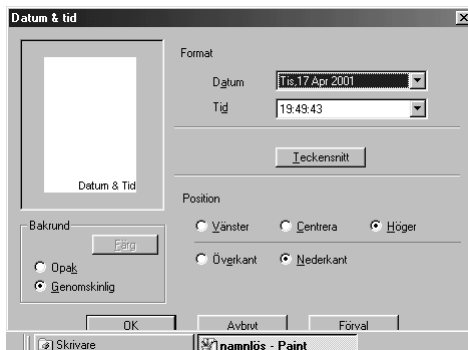 Datum & tid
Format
Datum Tis,17 Apr 2001
Tid 19:49:43
Teckensnitt
Datum & Tid
Position
Vänster Centrera Höger
Överkant Nederkant
Bakrund
Färg
Opak
Genomskinlig
OK Avbryt Förval
Skrivare namnlös - Paint